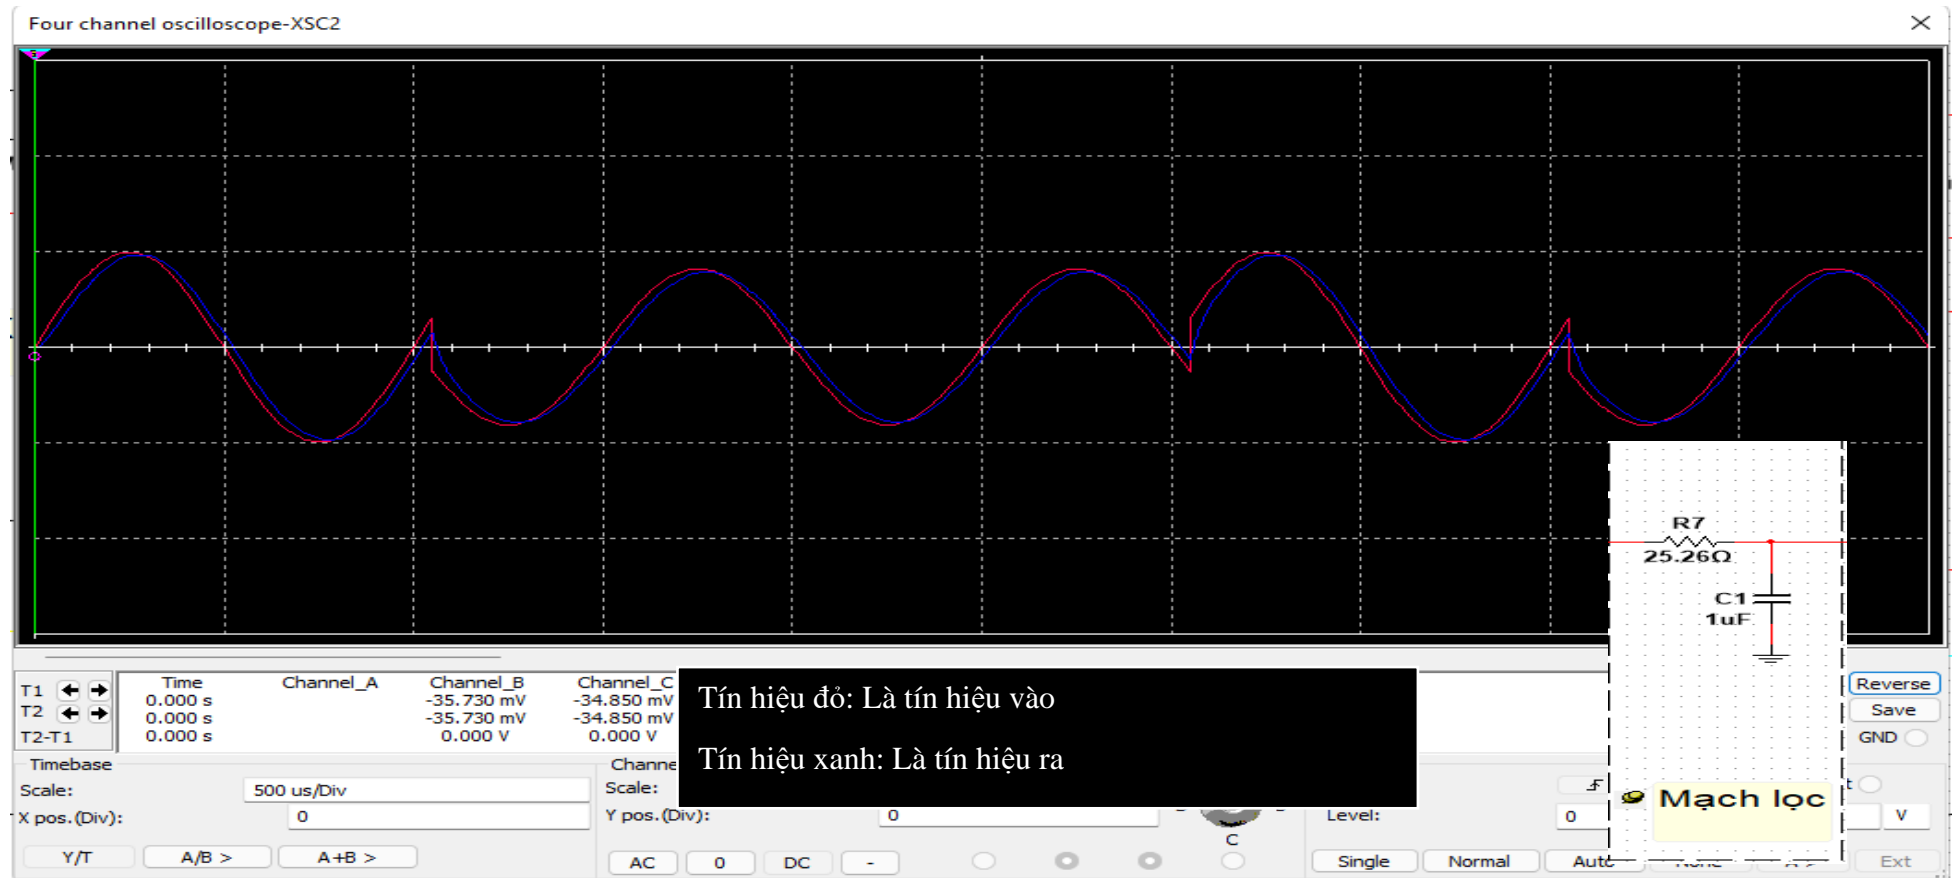 Four channel oscilloscope-XSC2
R7
25.26Ω
C1
1uF
Mạch lọc
T1
T2
T2-T1
Time Channel_A Channel_B Channel_C
0.000 s -35.730 mV -34.850 mV
0.000 s -35.730 mV -34.850 mV
0.000 s 0.000 V 0.000 V
Tín hiệu đỏ: Là tín hiệu vào
Tín hiệu xanh: Là tín hiệu ra
Reverse
Save
GND
Timebase
Scale: 500 us/Div
X pos.(Div): 0
Y/T A/B > A+B >
Scale:
Y pos.(Div): 0
AC 0 DC -
C
Level: 0 V
Single Normal Auto Ext